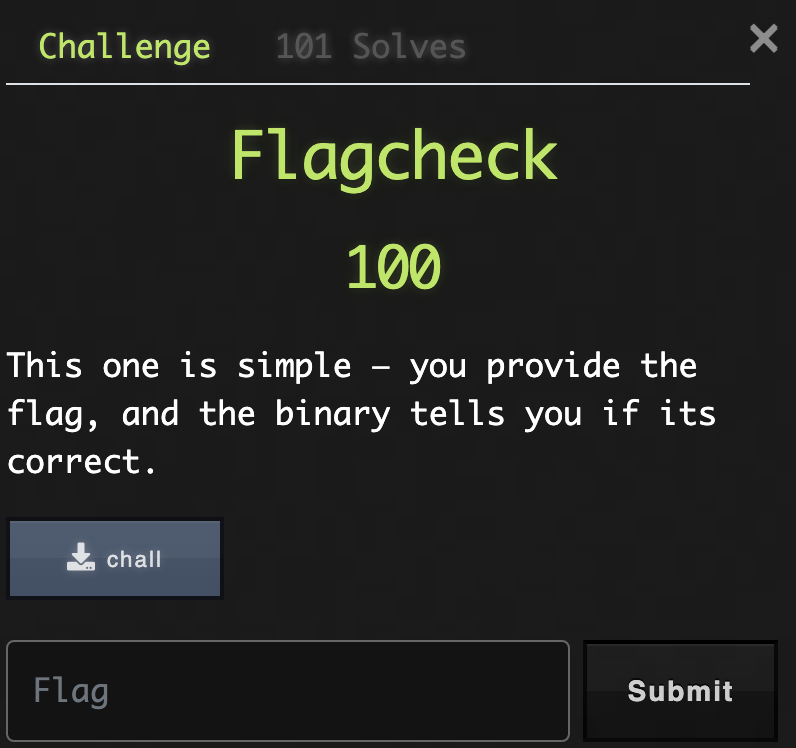 Challenge 101 Solves
Flagcheck
100
This one is simple – you provide the
flag, and the binary tells you if its
correct.
chall
Flag Submit